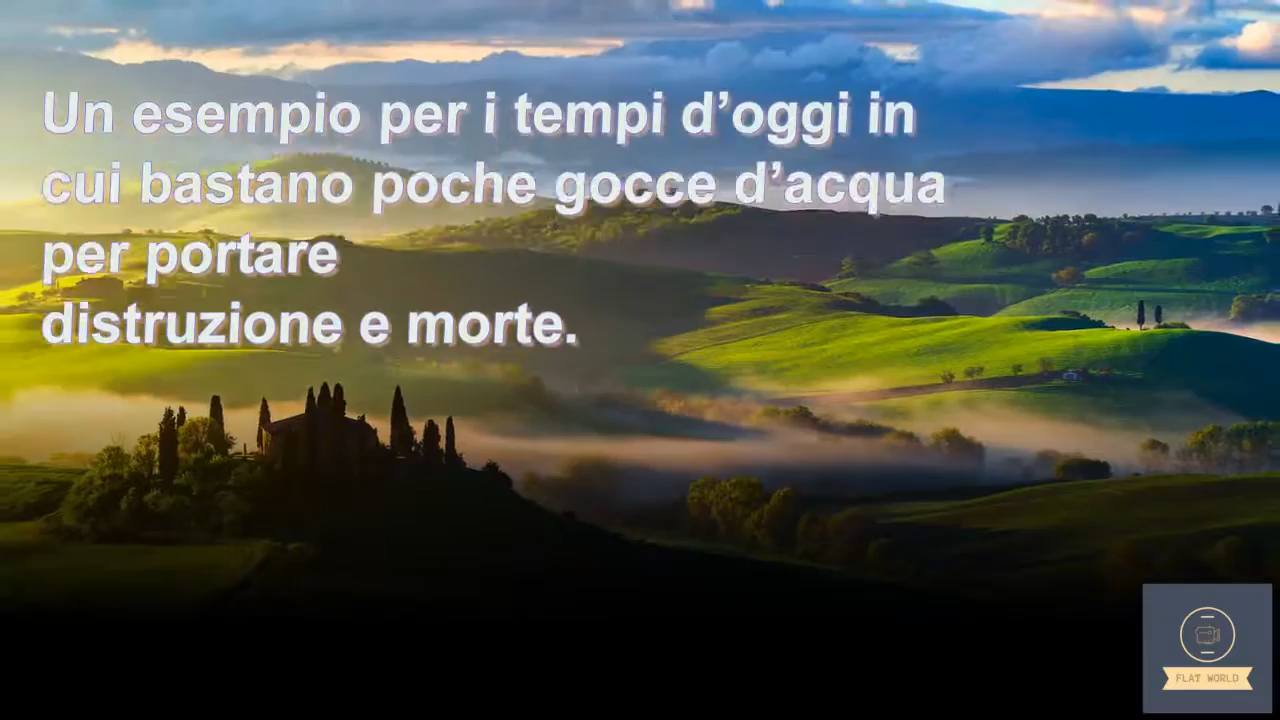 Un esempio per i tempi d’oggi in
cui bastano poche gocce d’acqua
per portare
distruzione e morte.
FLAT WORLD